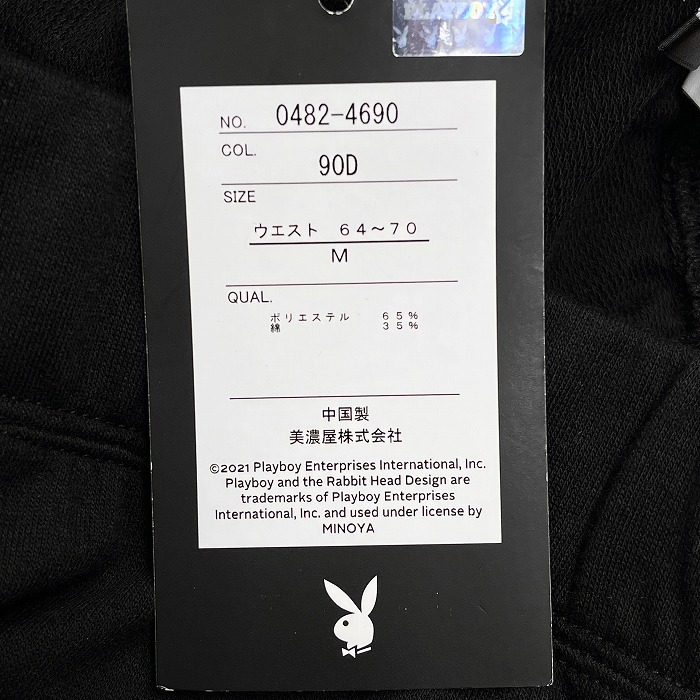 PLAYBOY
NO. 0482-4690
COL.
90D
SIZE
ウエスト 64〜70
M
QUAL.
ポリエステル 65%
綿 35%
中国製
美濃屋株式会社
©2021 Playboy Enterprises International, Inc.
Playboy and the Rabbit Head Design are
trademarks of Playboy Enterprises
International, Inc. and used under license by
MINOYA